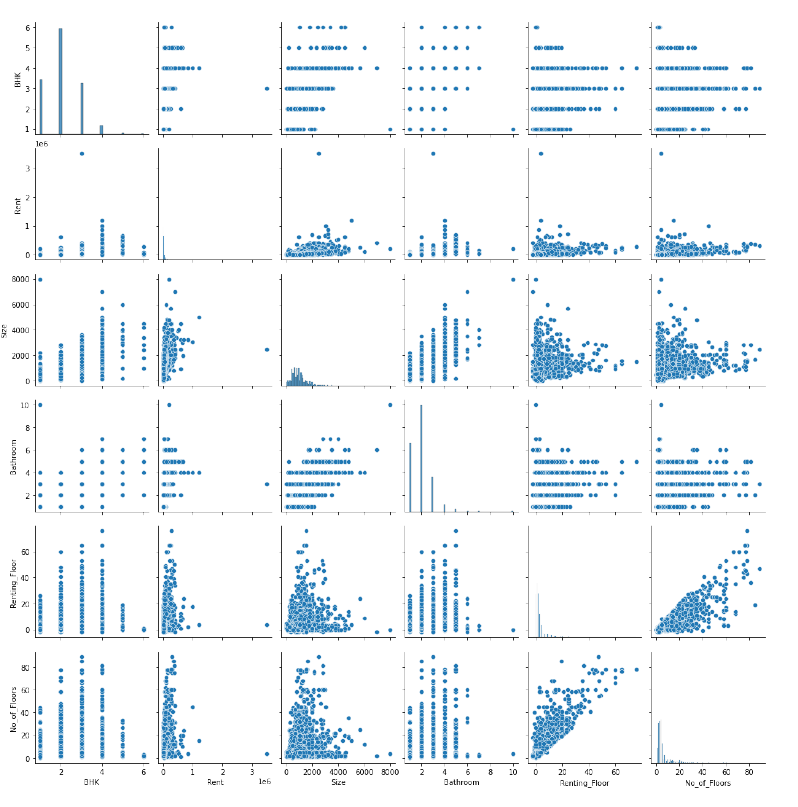 6
5
4
3
2
1
BHK
1e6
3
2
1
0
Rent
8000
6000
4000
2000
0
Size
10
8
6
4
2
Bathroom
60
40
20
0
Renting_Floor
80
60
40
20
0
No_of_Floors
2 4 6
0 1 2 3
0 2000 4000 6000 8000
2 4 6 8 10
0 20 40 60
0 20 40 60 80
1e6
BHK Rent Size Bathroom Renting_Floor No_of_Floors